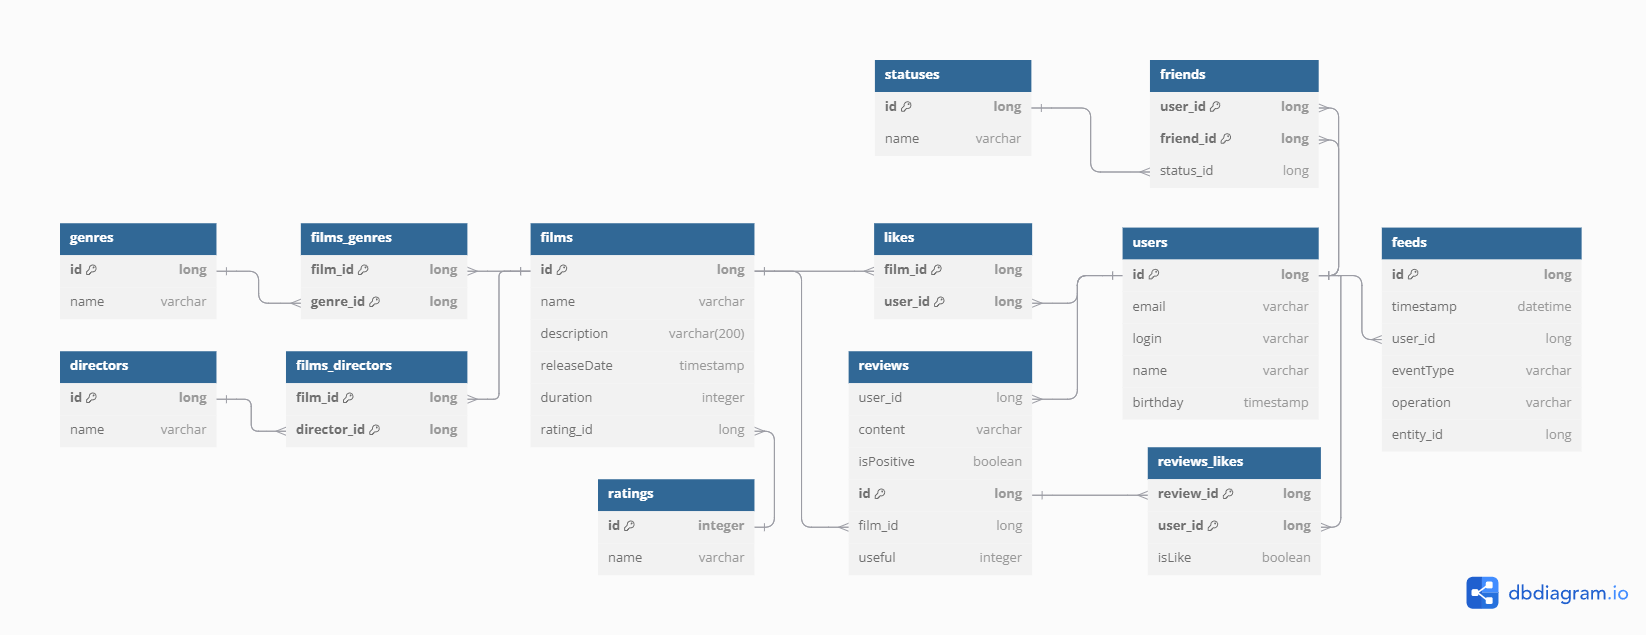 statuses
id long
name varchar
friends
user_id long
friend_id long
status_id long
genres
id long
name varchar
films_genres
film_id long
genre_id long
films
id long
name varchar
description varchar(200)
releaseDate timestamp
duration integer
rating_id long
likes
film_id long
user_id long
users
id long
email varchar
login varchar
name varchar
birthday timestamp
feeds
id long
timestamp datetime
user_id long
eventType varchar
operation varchar
entity_id long
directors
id long
name varchar
films_directors
film_id long
director_id long
reviews
user_id long
content varchar
isPositive boolean
id long
film_id long
useful integer
reviews_likes
review_id long
user_id long
isLike boolean
ratings
id integer
name varchar
dbdiagram.io